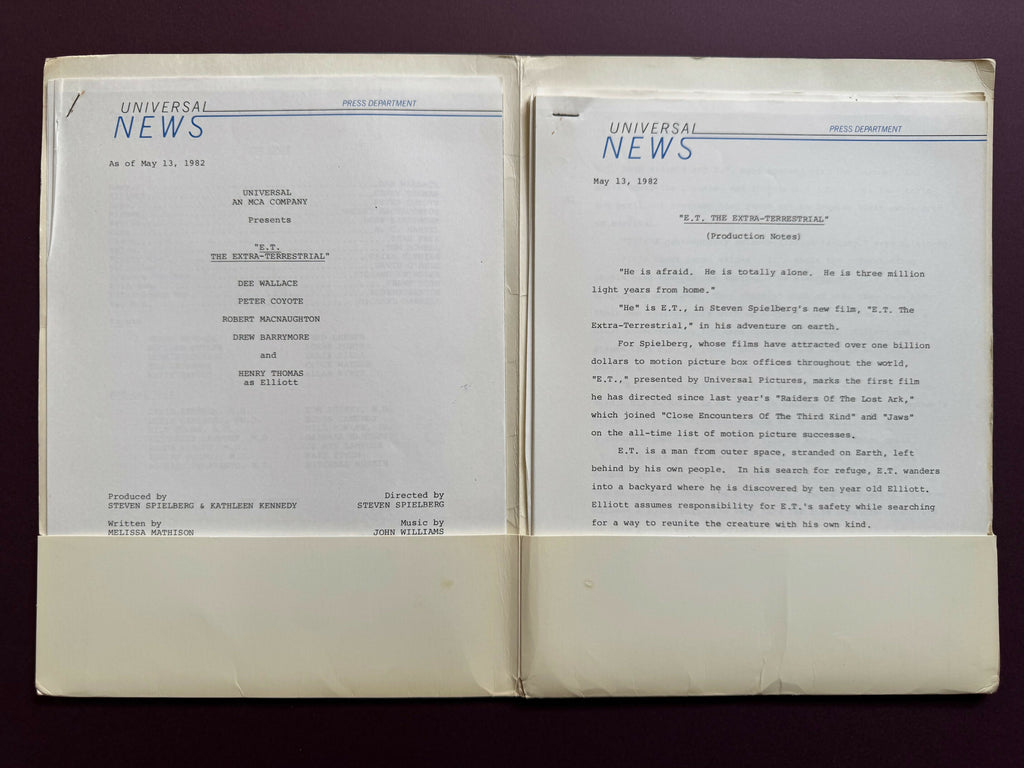 UNIVERSAL
NEWS
PRESS DEPARTMENT
As of May 13, 1982
UNIVERSAL
AN MCA COMPANY
Presents
"E.T.
THE EXTRA-TERRESTRIAL"
DEE WALLACE
PETER COYOTE
ROBERT MACNAUGHTON
DREW BARRYMORE
and
HENRY THOMAS
as Elliott
Produced by
STEVEN SPIELBERG & KATHLEEN KENNEDY
Directed by
STEVEN SPIELBERG
Written by
MELISSA MATHISON
Music by
JOHN WILLIAMS
UNIVERSAL
NEWS
PRESS DEPARTMENT
May 13, 1982
"E.T. THE EXTRA-TERRESTRIAL"
(Production Notes)
"He is afraid. He is totally alone. He is three million
light years from home."
"He" is E.T., in Steven Spielberg's new film, "E.T. The
Extra-Terrestrial," in his adventure on earth.
For Spielberg, whose films have attracted over one billion
dollars to motion picture box offices throughout the world,
"E.T.," presented by Universal Pictures, marks the first film
he has directed since last year's "Raiders Of The Lost Ark,"
which joined "Close Encounters Of The Third Kind" and "Jaws"
on the all-time list of motion picture successes.
E.T. is a man from outer space, stranded on Earth, left
behind by his own people. In his search for refuge, E.T. wanders
into a backyard where he is discovered by ten year old Elliott.
Elliott assumes responsibility for E.T.'s safety while searching
for a way to reunite the creature with his own kind.